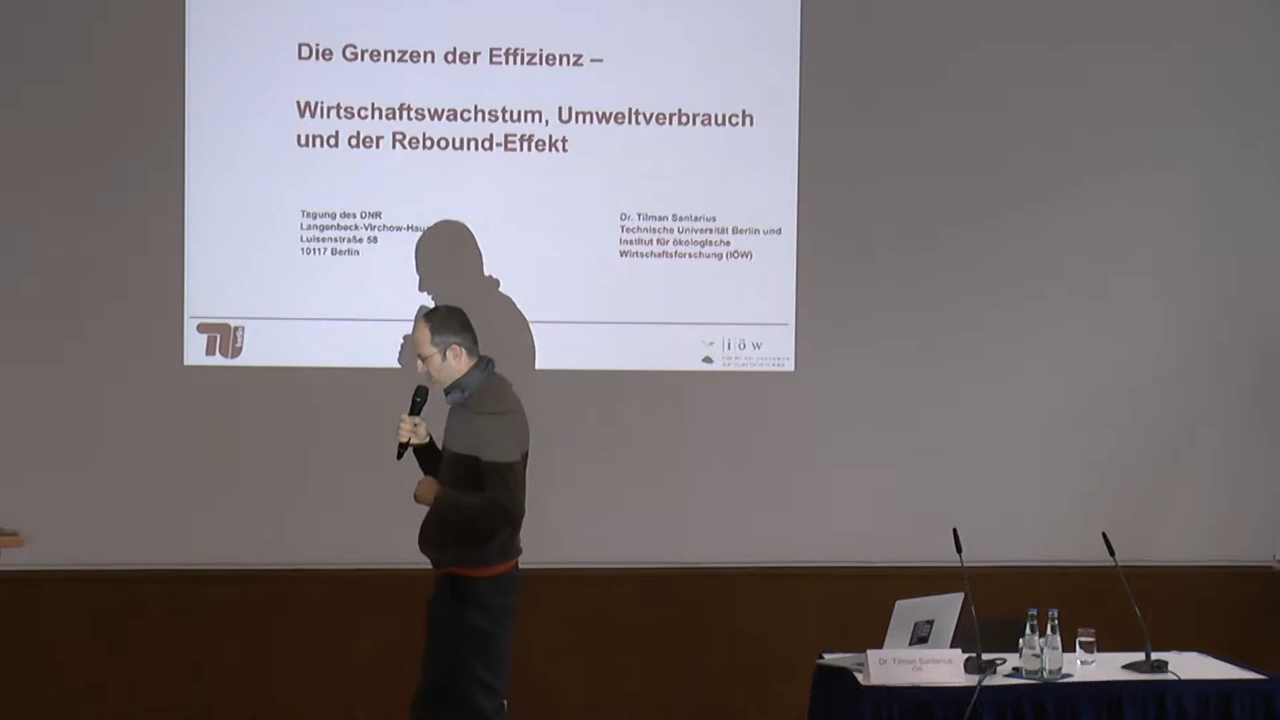 Die Grenzen der Effizienz –
Wirtschaftswachstum, Umweltverbrauch
und der Rebound-Effekt
Tagung des DNR
Langenbeck-Virchow-Hau
Luisenstraße 58
10117 Berlin
Dr. Tilman Santarius
Technische Universität Berlin und
Institut für ökologische
Wirtschaftsforschung (IÖW)
berlin
i ö w
Dr. Tilman Santarius